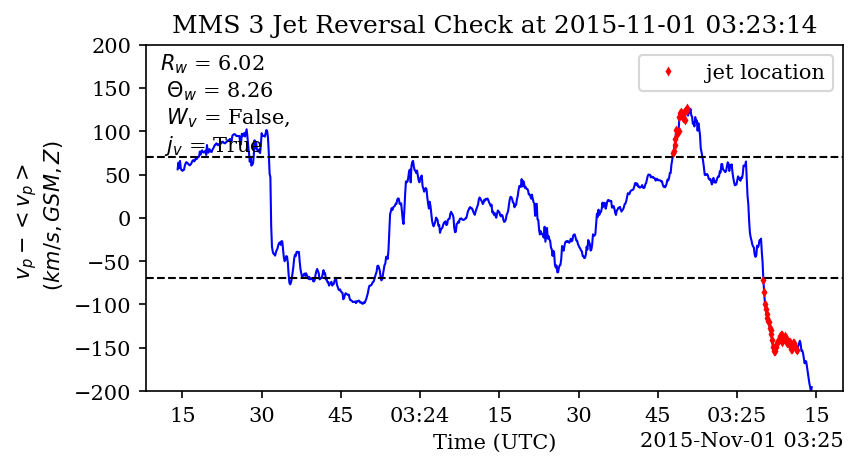 MMS 3 Jet Reversal Check at 2015-11-01 03:23:14
R_w = 6.02
Θ_w = 8.26
W_v = False,
j_v = True
jet location
v_p − < v_p >
(km/s, GSM, Z)
200
150
100
50
0
−50
−100
−150
−200
15 30 45 03:24 15 30 45 03:25 15
Time (UTC)
2015-Nov-01 03:25